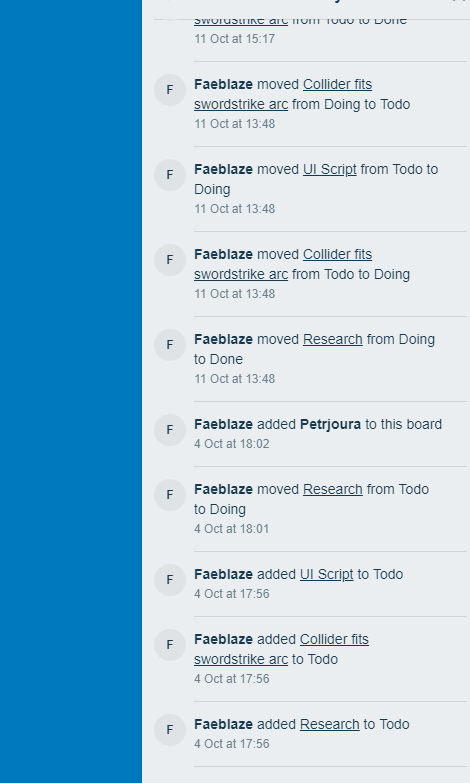 swordstrike arc from Todo to Done
11 Oct at 15:17
F
Faeblaze moved Collider fits
swordstrike arc from Doing to Todo
11 Oct at 13:48
F
Faeblaze moved UI Script from Todo to
Doing
11 Oct at 13:48
F
Faeblaze moved Collider fits
swordstrike arc from Todo to Doing
11 Oct at 13:48
F
Faeblaze moved Research from Doing
to Done
11 Oct at 13:48
F
Faeblaze added Petrjoura to this board
4 Oct at 18:02
F
Faeblaze moved Research from Todo
to Doing
4 Oct at 18:01
F
Faeblaze added UI Script to Todo
4 Oct at 17:56
F
Faeblaze added Collider fits
swordstrike arc to Todo
4 Oct at 17:56
F
Faeblaze added Research to Todo
4 Oct at 17:56